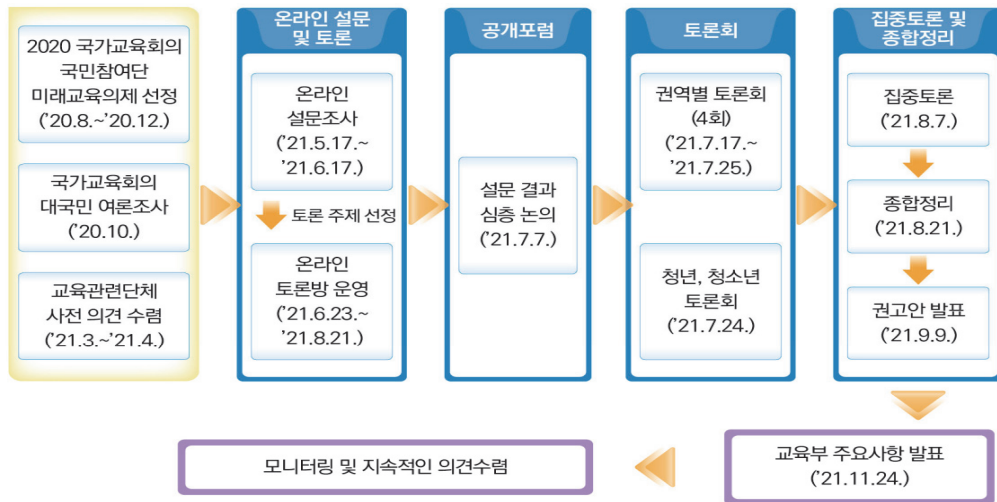 2020 국가교육회의
국민참여단
미래교육의제 선정
('20.8.~'20.12.)
국가교육회의
대국민 여론조사
('20.10.)
교육관련단체
사전 의견 수렴
('21.3.~'21.4.)
온라인 설문
및 토론
온라인
설문조사
('21.5.17.~
'21.6.17.)
토론 주제 선정
온라인
토론방 운영
('21.6.23.~
'21.8.21.)
공개포럼
설문 결과
심층 논의
('21.7.7.)
토론회
권역별 토론회
(4회)
('21.7.17.~
'21.7.25.)
청년, 청소년
토론회
('21.7.24.)
집중토론 및
종합정리
집중토론
('21.8.7.)
종합정리
('21.8.21.)
권고안 발표
('21.9.9.)
교육부 주요사항 발표
('21.11.24.)
모니터링 및 지속적인 의견수렴